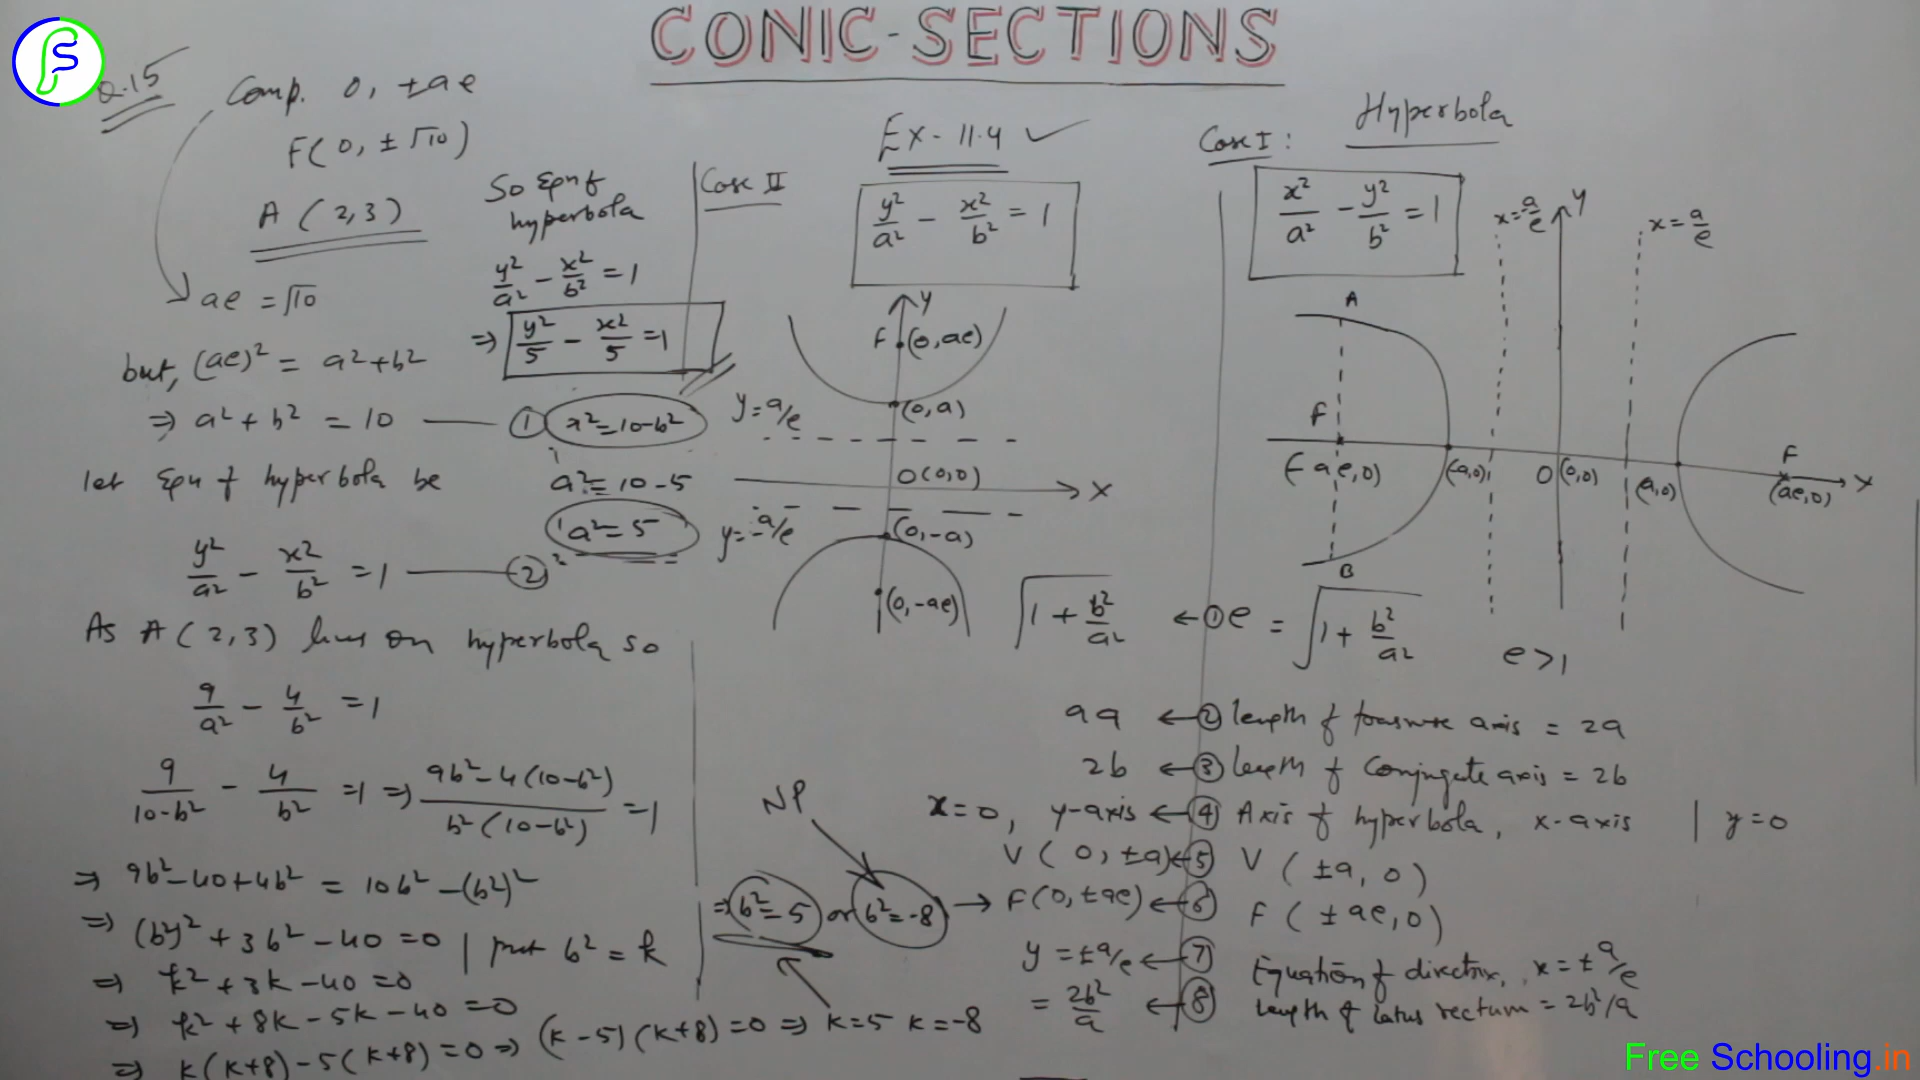 CONIC-SECTIONS
FS
Q.15
Comp. 0, ±ae
F(0, ±√10)
A (2,3)
ae = √10
but, (ae)² = a²+b²
⇒ a² + b² = 10 —— ①
let Eqn of hyperbola be
y²/a² - x²/b² = 1 —— ②
As A (2,3) lies on hyperbola so
9/a² - 4/b² = 1
9/10-b² - 4/b² = 1 ⇒ 9b²-4(10-b²)/b²(10-b²) = 1
⇒ 9b²-40+4b² = 10b² -(b²)²
⇒ (b²)² + 3b² - 40 = 0 | put b² = k
⇒ k² + 3k - 40 = 0
⇒ k² + 8k - 5k - 40 = 0
⇒ k(k+8) - 5(k+8) = 0 ⇒ (k-5)(k+8) = 0 ⇒ k=5 k=-8
⇒ b²=5 or b²=-8
NP
a²=10-b²
a²= 10-5
a²= 5
So Eqn of
hyperbola
y²/a² - x²/b² = 1
⇒ y²/5 - x²/5 = 1
Ex- 11.4 ✓
Case II
y²/a² - x²/b² = 1
Y
F (0, ae)
(0, a)
y = a/e
O(0,0)
X
y = -a/e
(0,-a)
(0,-ae)
Hyperbola
Case I :
x²/a² - y²/b² = 1
x=-a/e
Y
x = a/e
A
F
(-ae,0)
(-a,0)
O (0,0)
(a,0)
F
(ae,0)
X
B
√1 + b²/a² ← ① e = √1 + b²/a² e > 1
2a ← ② length of transverse axis = 2a
2b ← ③ length of Conjugate axis = 2b
x=0, y-axis ← ④ Axis of hyperbola, x-axis | y=0
V (0, ±a) ← ⑤ V (±a, 0)
→ F(0,±ae) ← ⑥ F (±ae,0)
y = ±a/e ← ⑦ Equation of directrix, x = ±a/e
= 2b²/a ← ⑧ length of latus rectum = 2b²/a
Free Schooling.in